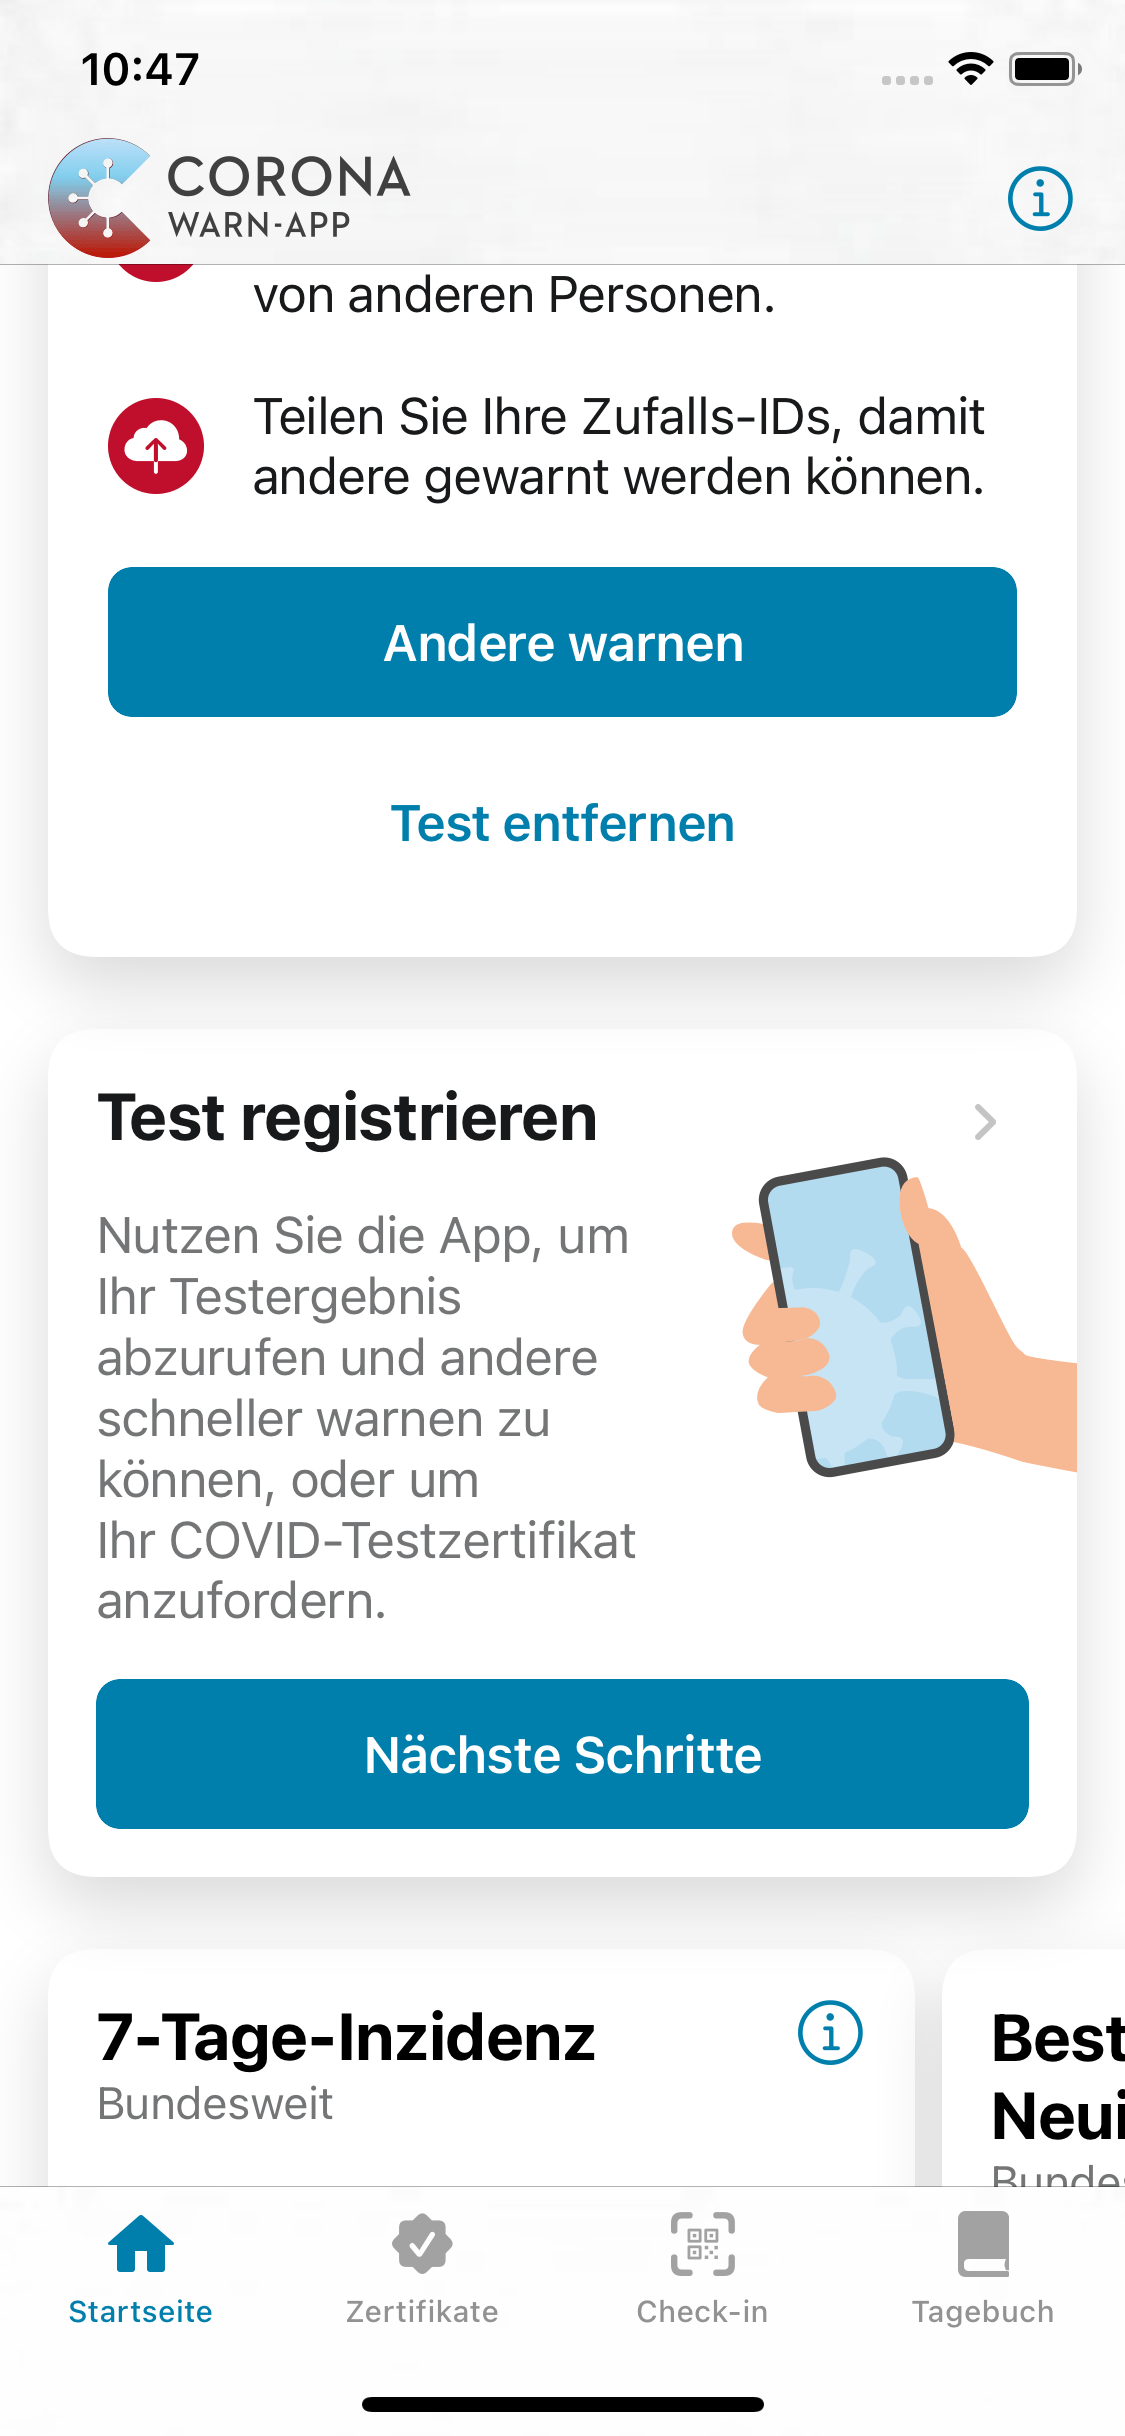 10:47
CORONA
WARN-APP
von anderen Personen.
Teilen Sie Ihre Zufalls-IDs, damit
andere gewarnt werden können.
Andere warnen
Test entfernen
Test registrieren
Nutzen Sie die App, um
Ihr Testergebnis
abzurufen und andere
schneller warnen zu
können, oder um
Ihr COVID-Testzertifikat
anzufordern.
Nächste Schritte
7-Tage-Inzidenz
Bundesweit
Best
Neui
Bundes
Startseite
Zertifikate
Check-in
Tagebuch